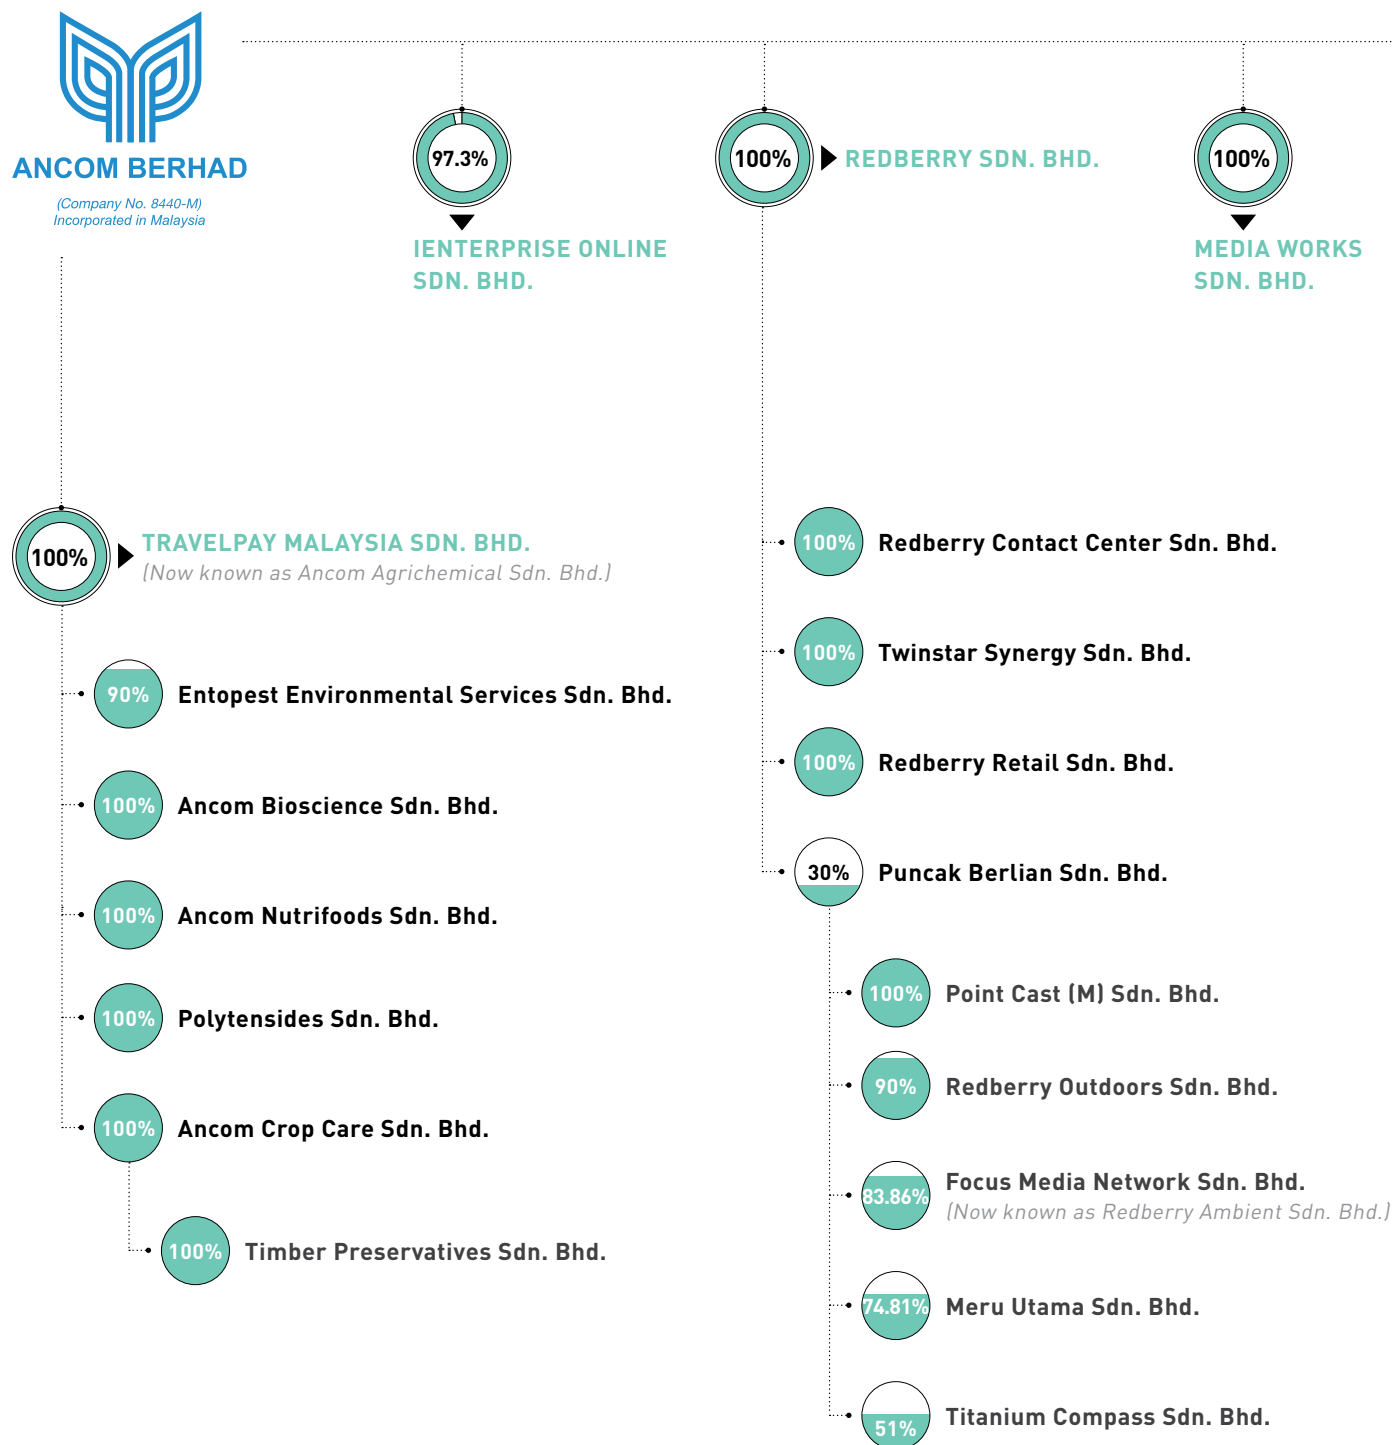 ANCOM BERHAD
(Company No. 8440-M)
Incorporated in Malaysia
97.3%
IENTERPRISE ONLINE
SDN. BHD.
100%
REDBERRY SDN. BHD.
100%
MEDIA WORKS
SDN. BHD.
100%
TRAVELPAY MALAYSIA SDN. BHD.
(Now known as Ancom Agrichemical Sdn. Bhd.)
90%
Entopest Environmental Services Sdn. Bhd.
100%
Ancom Bioscience Sdn. Bhd.
100%
Ancom Nutrifoods Sdn. Bhd.
100%
Polytensides Sdn. Bhd.
100%
Ancom Crop Care Sdn. Bhd.
100%
Timber Preservatives Sdn. Bhd.
100%
Redberry Contact Center Sdn. Bhd.
100%
Twinstar Synergy Sdn. Bhd.
100%
Redberry Retail Sdn. Bhd.
30%
Puncak Berlian Sdn. Bhd.
100%
Point Cast (M) Sdn. Bhd.
90%
Redberry Outdoors Sdn. Bhd.
83.86%
Focus Media Network Sdn. Bhd.
(Now known as Redberry Ambient Sdn. Bhd.)
74.81%
Meru Utama Sdn. Bhd.
51%
Titanium Compass Sdn. Bhd.